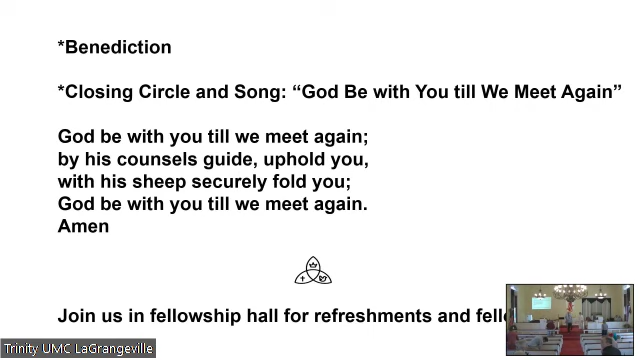 *Benediction
*Closing Circle and Song: “God Be with You till We Meet Again”
God be with you till we meet again;
by his counsels guide, uphold you,
with his sheep securely fold you;
God be with you till we meet again.
Amen
Join us in fellowship hall for refreshments and
Trinity UMC LaGrangeville